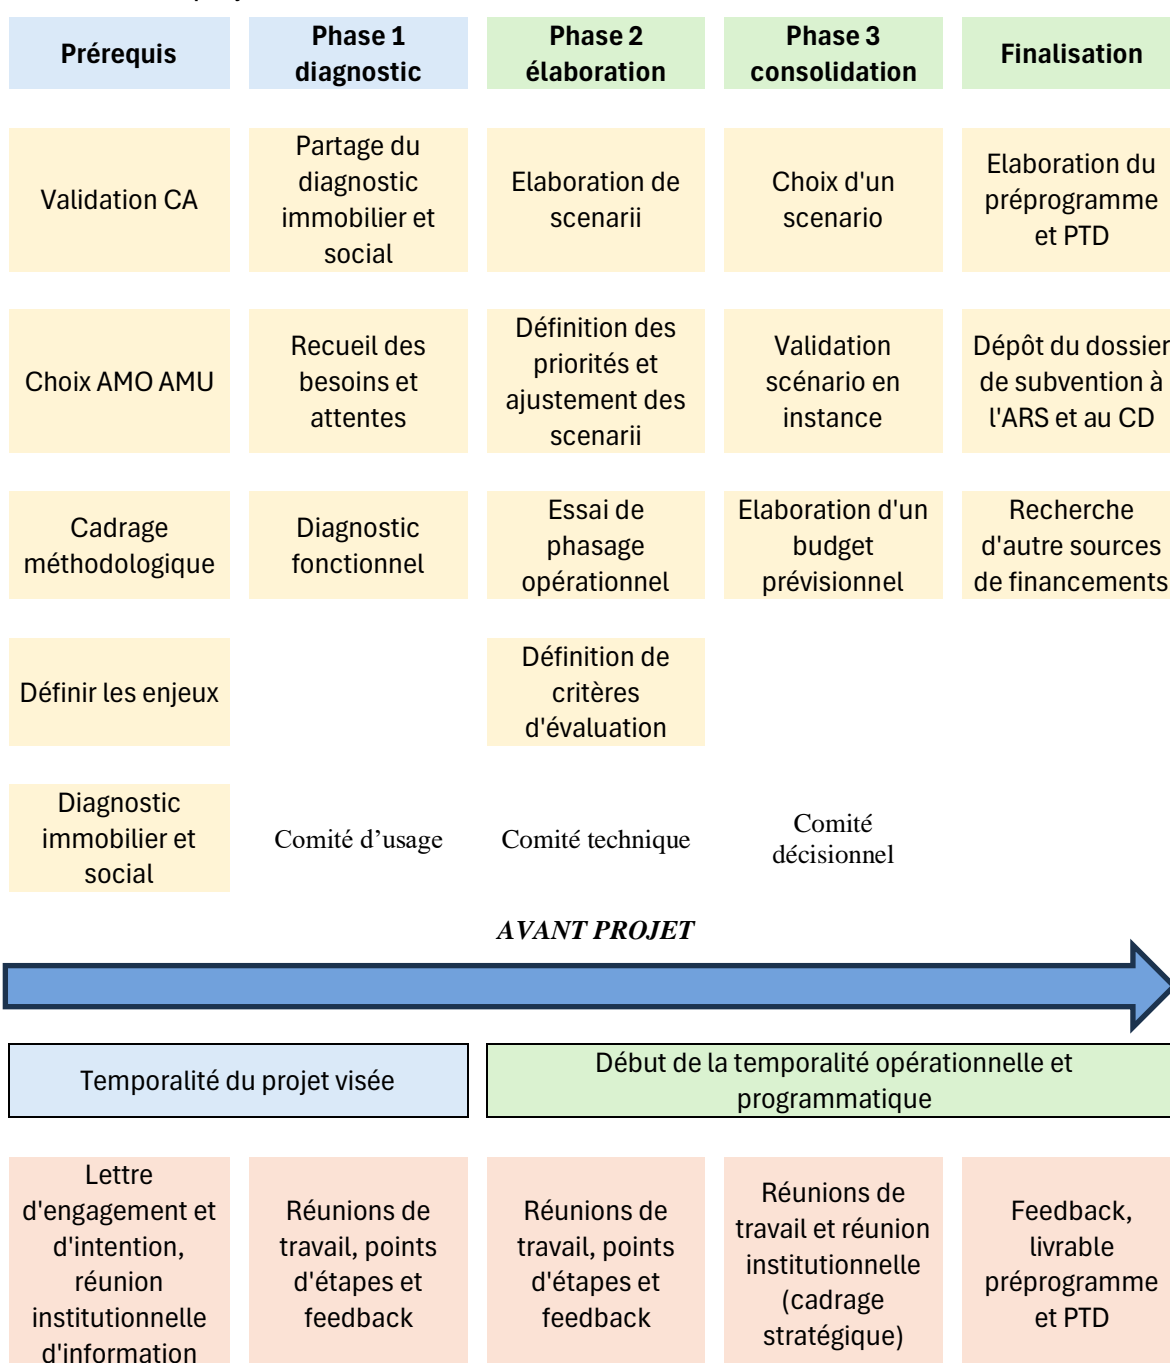 Prérequis
Phase 1
diagnostic
Phase 2
élaboration
Phase 3
consolidation
Finalisation
Validation CA
Partage du
diagnostic
immobilier et
social
Elaboration de
scenarii
Choix d'un
scenario
Elaboration du
préprogramme
et PTD
Choix AMO AMU
Recueil des
besoins et
attentes
Définition des
priorités et
ajustement des
scenarii
Validation
scénario en
instance
Dépôt du dossier
de subvention à
l'ARS et au CD
Cadrage
méthodologique
Diagnostic
fonctionnel
Essai de
phasage
opérationnel
Elaboration d'un
budget
prévisionnel
Recherche
d'autre sources
de financements
Définir les enjeux
Définition de
critères
d'évaluation
Diagnostic
immobilier et
social
Comité d’usage
Comité technique
Comité
décisionnel
AVANT PROJET
Temporalité du projet visée
Début de la temporalité opérationnelle et
programmatique
Lettre
d'engagement et
d'intention,
réunion
institutionnelle
d'information
Réunions de
travail, points
d'étapes et
feedback
Réunions de
travail, points
d'étapes et
feedback
Réunions de
travail et réunion
institutionnelle
(cadrage
stratégique)
Feedback,
livrable
préprogramme
et PTD